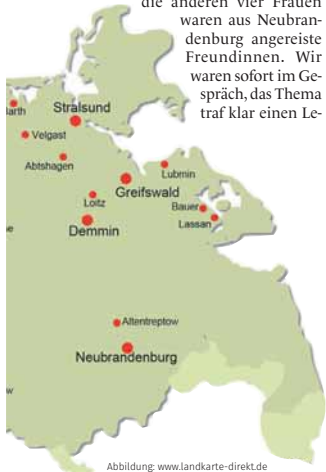 die anderen vier Frauen
waren aus Neubran-
denburg angereiste
Freundinnen. Wir
waren sofort im Ge-
spräch, das Thema
traf klar einen Le-
arth
Stralsund
Velgast
Abtshagen
Lubmin
Greifswald
Loitz
Bauer
Lassan
Demmin
e
Altentreptow
Neubrandenburg
w
Abbildung: www.landkarte-direkt.de